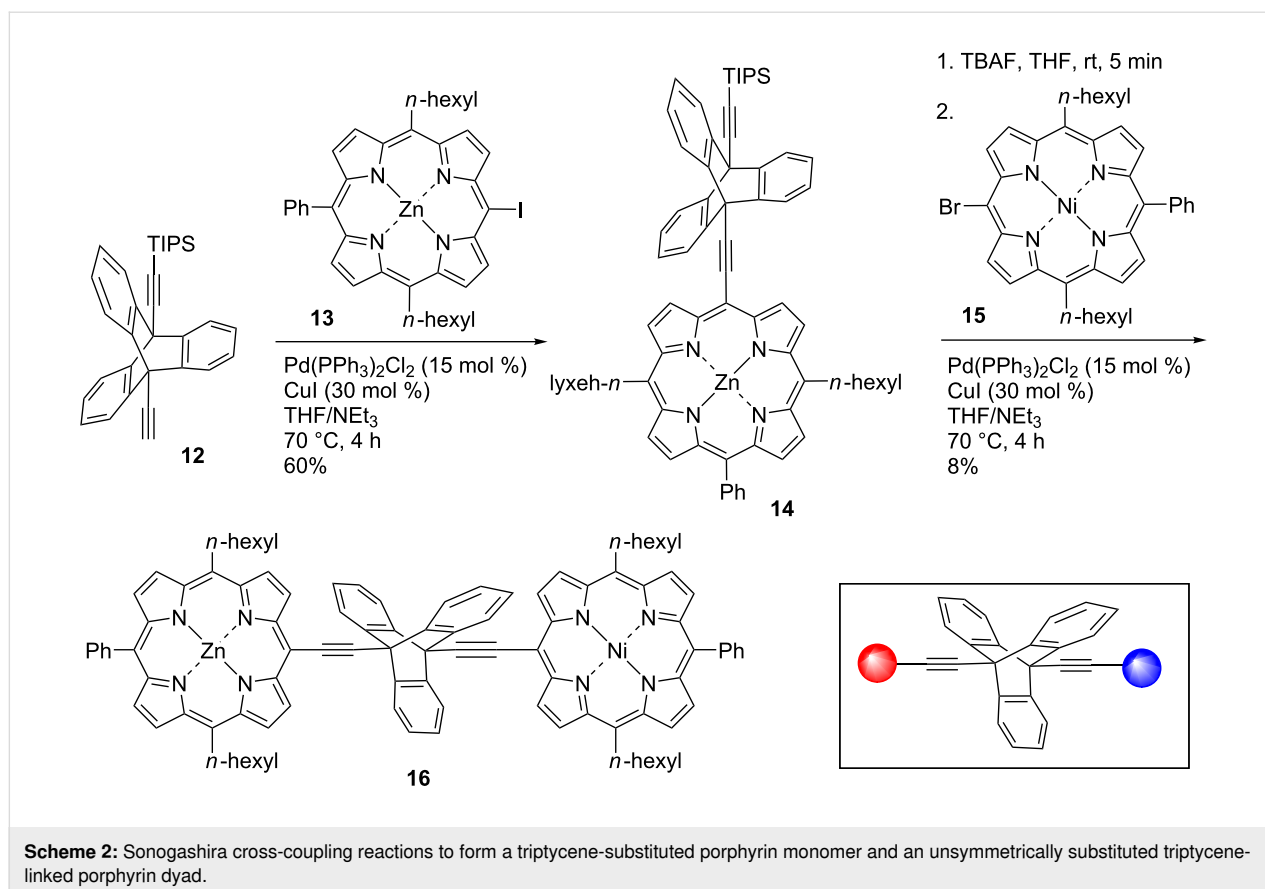 TIPS
12
n-hexyl
N
N
Ph
Zn
I
N
N
n-hexyl
13
Pd(PPh3)2Cl2 (15 mol %)
CuI (30 mol %)
THF/NEt3
70 °C, 4 h
60%
TIPS
N
N
lyxeh-n
Zn
n-hexyl
N
N
Ph
14
1. TBAF, THF, rt, 5 min
2.
n-hexyl
N
N
Br
Ni
Ph
N
N
15
n-hexyl
Pd(PPh3)2Cl2 (15 mol %)
CuI (30 mol %)
THF/NEt3
70 °C, 4 h
8%
n-hexyl
n-hexyl
N
N
N
N
Ph
Zn
Ni
Ph
N
N
N
N
n-hexyl
n-hexyl
16
Scheme 2: Sonogashira cross-coupling reactions to form a triptycene-substituted porphyrin monomer and an unsymmetrically substituted triptycene-
linked porphyrin dyad.